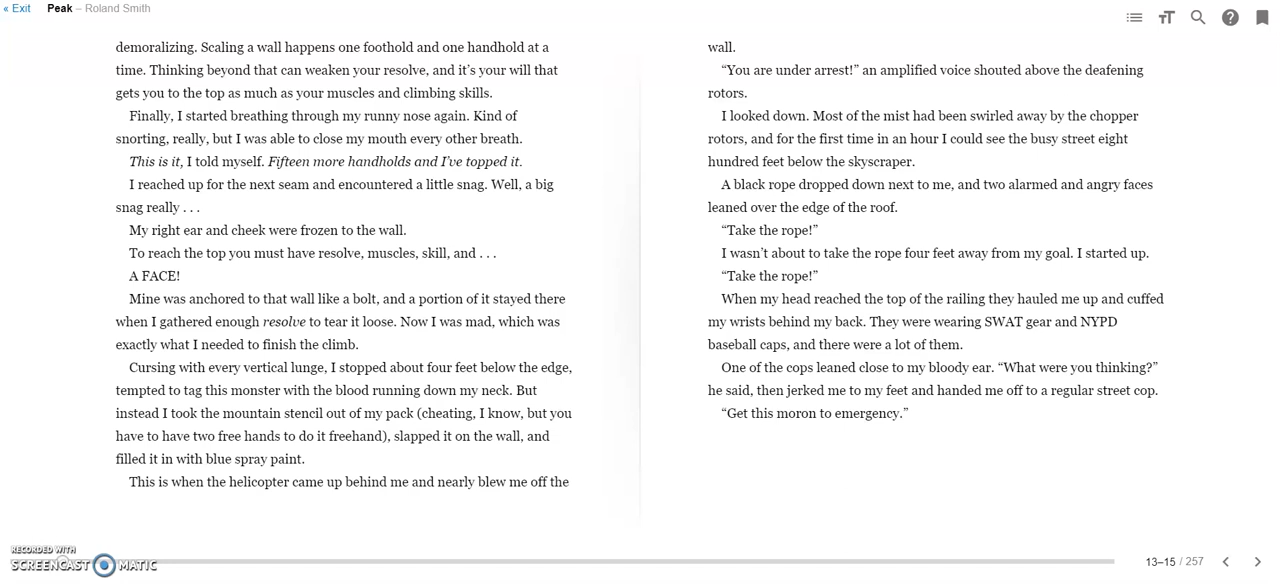 « Exit Peak – Roland Smith
demoralizing. Scaling a wall happens one foothold and one handhold at a
time. Thinking beyond that can weaken your resolve, and it’s your will that
gets you to the top as much as your muscles and climbing skills.
Finally, I started breathing through my runny nose again. Kind of
snorting, really, but I was able to close my mouth every other breath.
This is it, I told myself. Fifteen more handholds and I’ve topped it.
I reached up for the next seam and encountered a little snag. Well, a big
snag really . . .
My right ear and cheek were frozen to the wall.
To reach the top you must have resolve, muscles, skill, and . . .
A FACE!
Mine was anchored to that wall like a bolt, and a portion of it stayed there
when I gathered enough resolve to tear it loose. Now I was mad, which was
exactly what I needed to finish the climb.
Cursing with every vertical lunge, I stopped about four feet below the edge,
tempted to tag this monster with the blood running down my neck. But
instead I took the mountain stencil out of my pack (cheating, I know, but you
have to have two free hands to do it freehand), slapped it on the wall, and
filled it in with blue spray paint.
This is when the helicopter came up behind me and nearly blew me off the
wall.
“You are under arrest!” an amplified voice shouted above the deafening
rotors.
I looked down. Most of the mist had been swirled away by the chopper
rotors, and for the first time in an hour I could see the busy street eight
hundred feet below the skyscraper.
A black rope dropped down next to me, and two alarmed and angry faces
leaned over the edge of the roof.
“Take the rope!”
I wasn’t about to take the rope four feet away from my goal. I started up.
“Take the rope!”
When my head reached the top of the railing they hauled me up and cuffed
my wrists behind my back. They were wearing SWAT gear and NYPD
baseball caps, and there were a lot of them.
One of the cops leaned close to my bloody ear. “What were you thinking?”
he said, then jerked me to my feet and handed me off to a regular street cop.
“Get this moron to emergency.”
RECORDED WITH
SCREENCAST MATIC
13–15 / 257